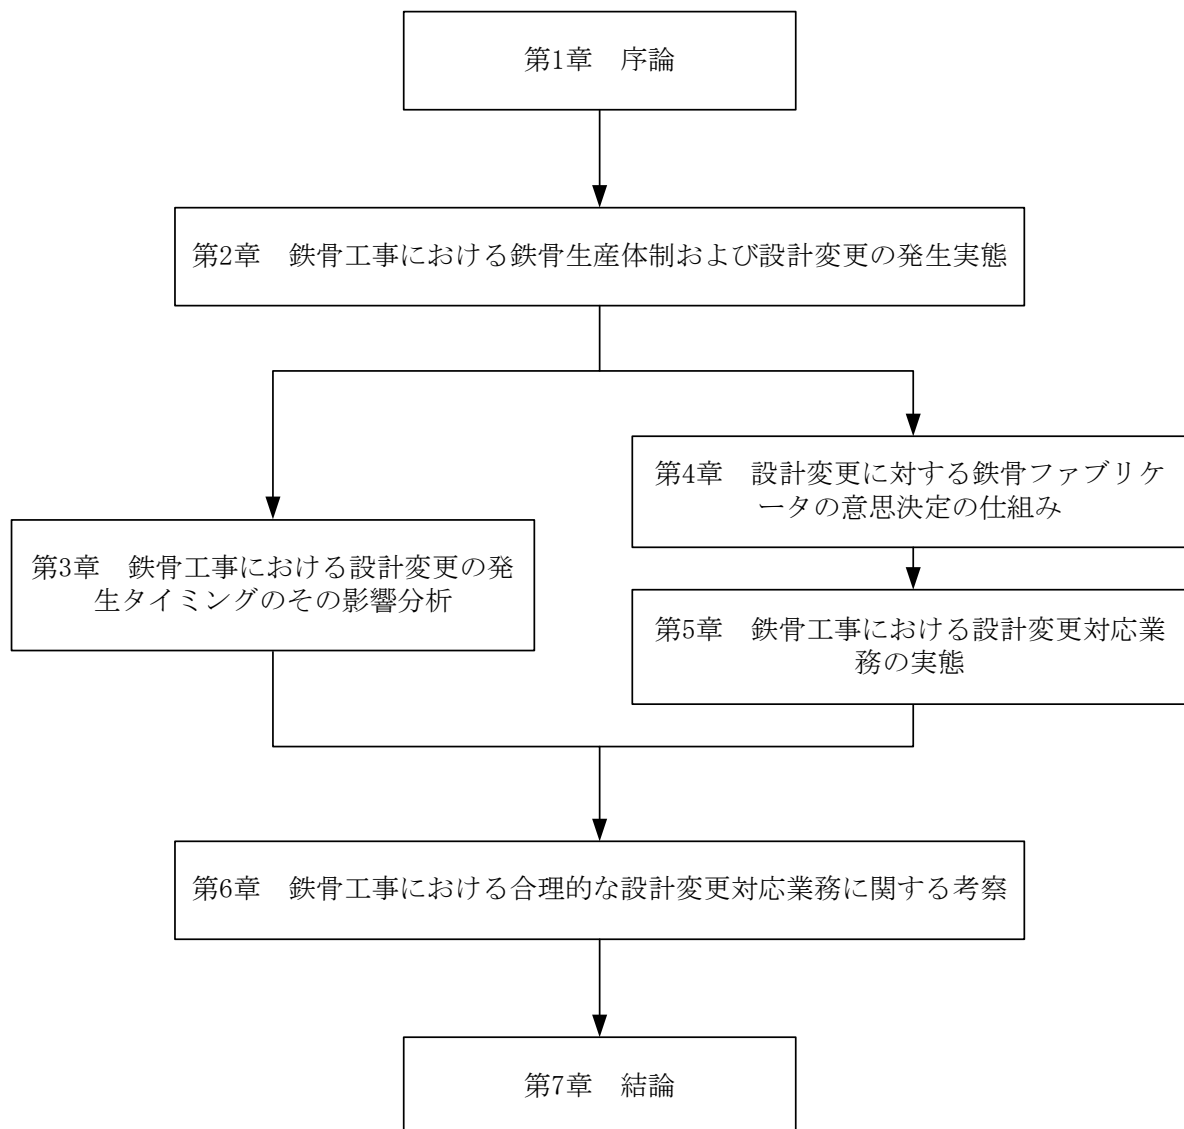 第1章　序論
第2章　鉄骨工事における鉄骨生産体制および設計変更の発生実態
第3章　鉄骨工事における設計変更の発
生タイミングのその影響分析
第4章　設計変更に対する鉄骨ファブリケ
ータの意思決定の仕組み
第5章　鉄骨工事における設計変更対応業
務の実態
第6章　鉄骨工事における合理的な設計変更対応業務に関する考察
第7章　結論